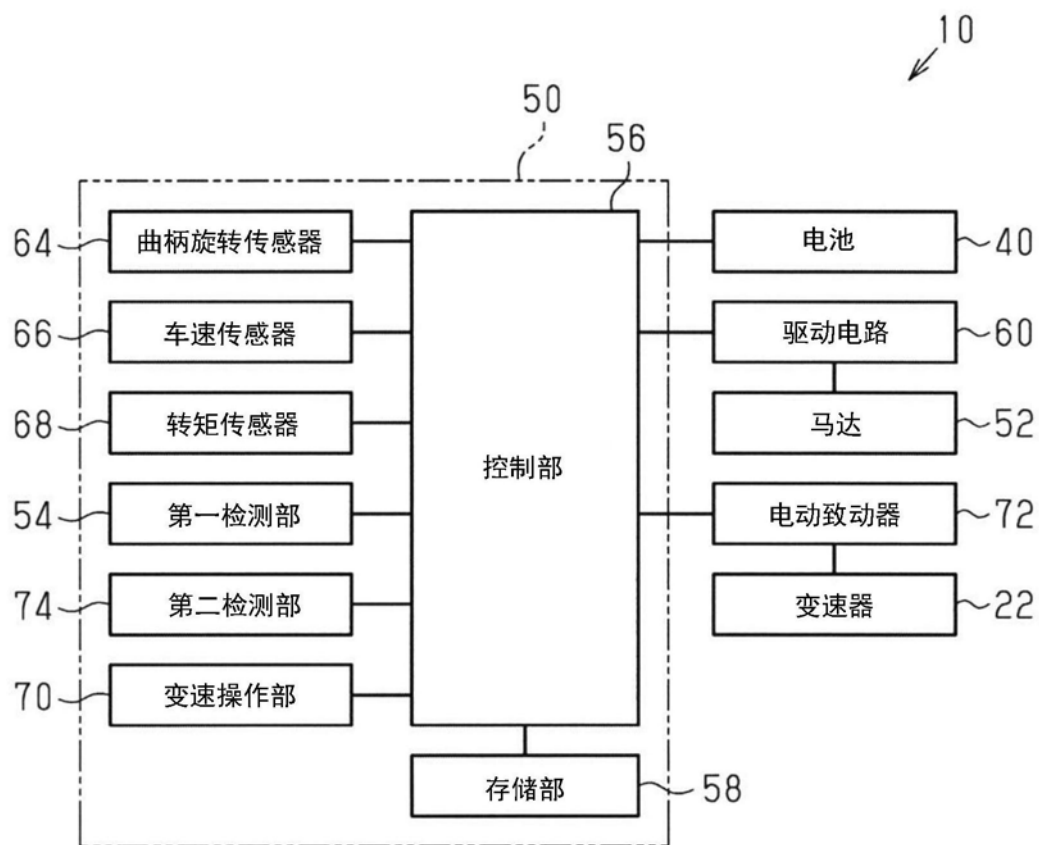 10
50
56
64
曲柄旋转传感器
电池
40
66
车速传感器
驱动电路
60
68
转矩传感器
控制部
马达
52
54
第一检测部
电动致动器
72
74
第二检测部
变速器
22
70
变速操作部
存储部
58